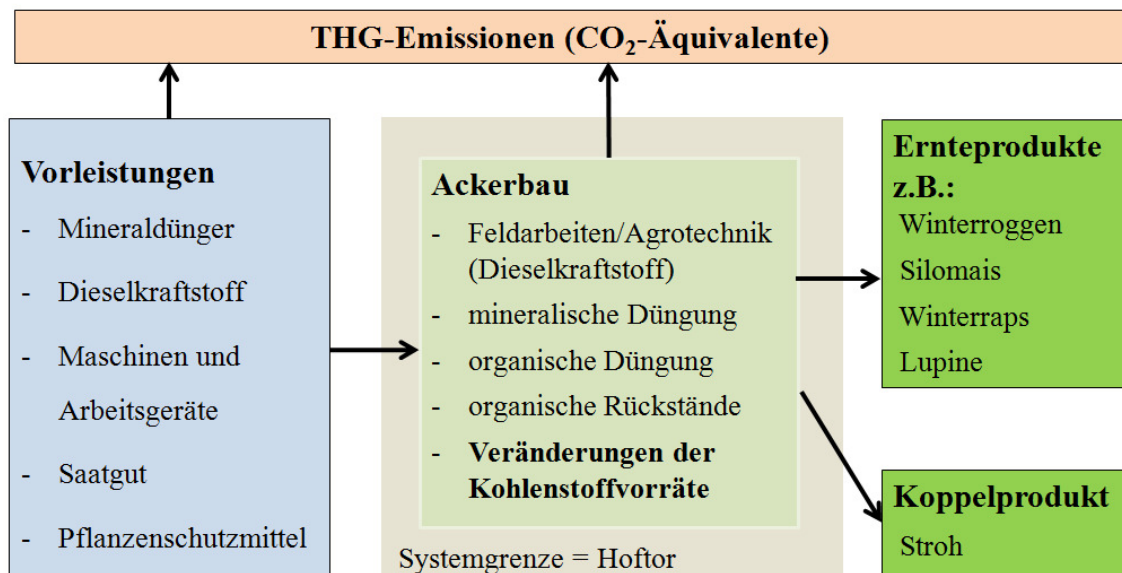 THG-Emissionen (CO₂-Äquivalente)
Vorleistungen
- Mineraldünger
- Dieselkraftstoff
- Maschinen und
Arbeitsgeräte
- Saatgut
- Pflanzenschutzmittel
Ackerbau
- Feldarbeiten/Agrotechnik
(Dieselkraftstoff)
- mineralische Düngung
- organische Düngung
- organische Rückstände
- Veränderungen der
Kohlenstoffvorräte
Systemgrenze = Hoftor
Ernteprodukte
z.B.:
Winterroggen
Silomais
Winterraps
Lupine
Koppelprodukt
Stroh